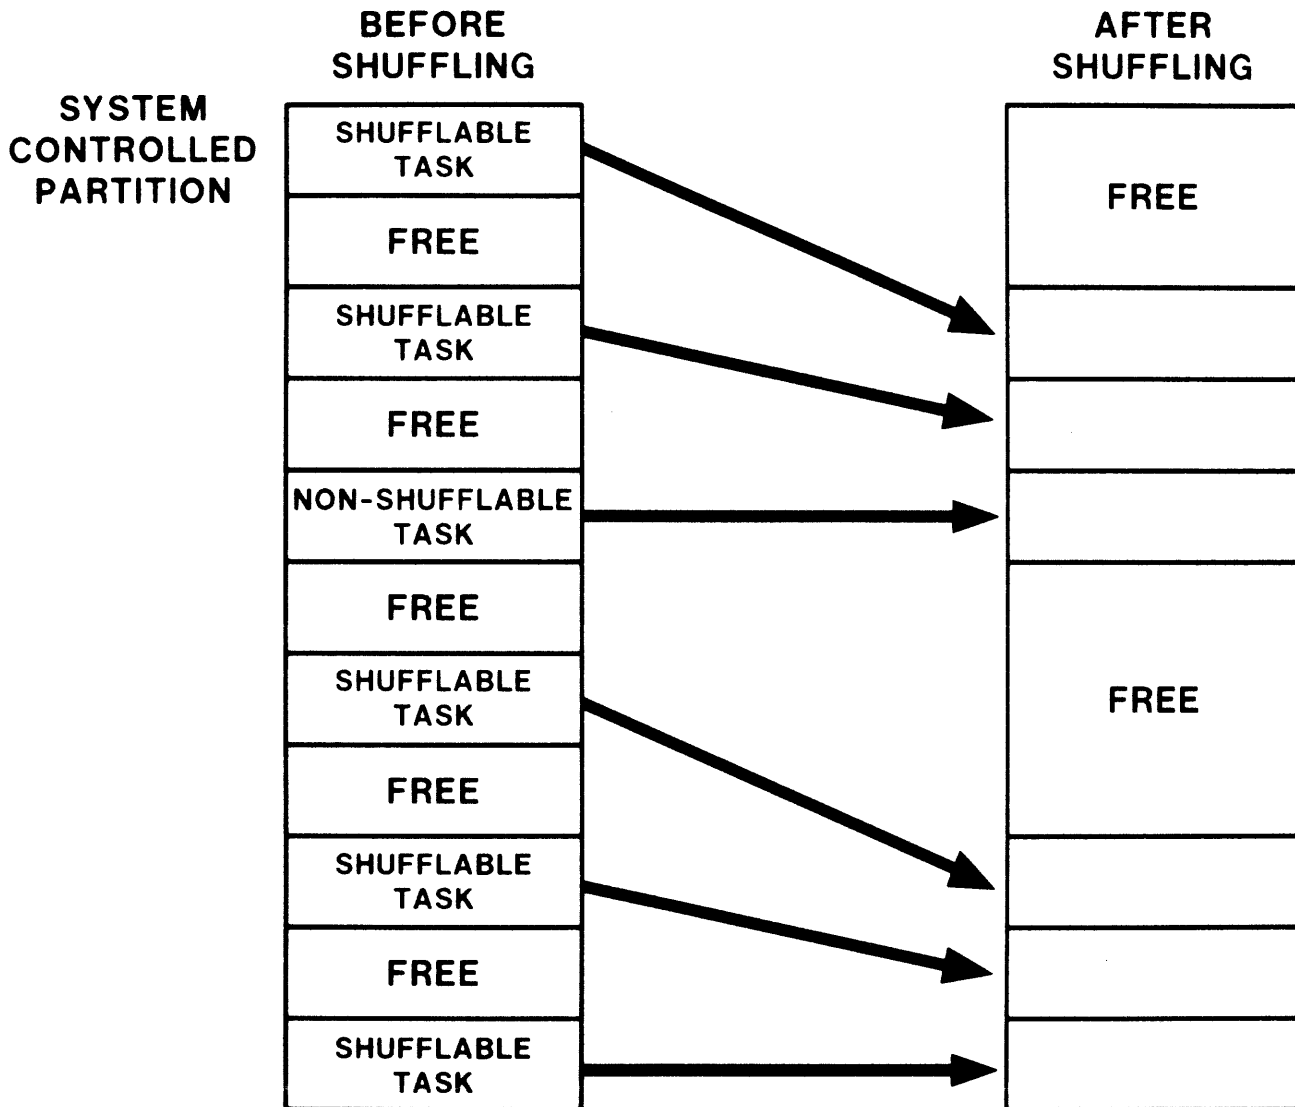 BEFORE
SHUFFLING
AFTER
SHUFFLING
SYSTEM
CONTROLLED
PARTITION
SHUFFLABLE
TASK
FREE
SHUFFLABLE
TASK
FREE
NON-SHUFFLABLE
TASK
FREE
SHUFFLABLE
TASK
FREE
SHUFFLABLE
TASK
FREE
SHUFFLABLE
TASK
FREE
FREE